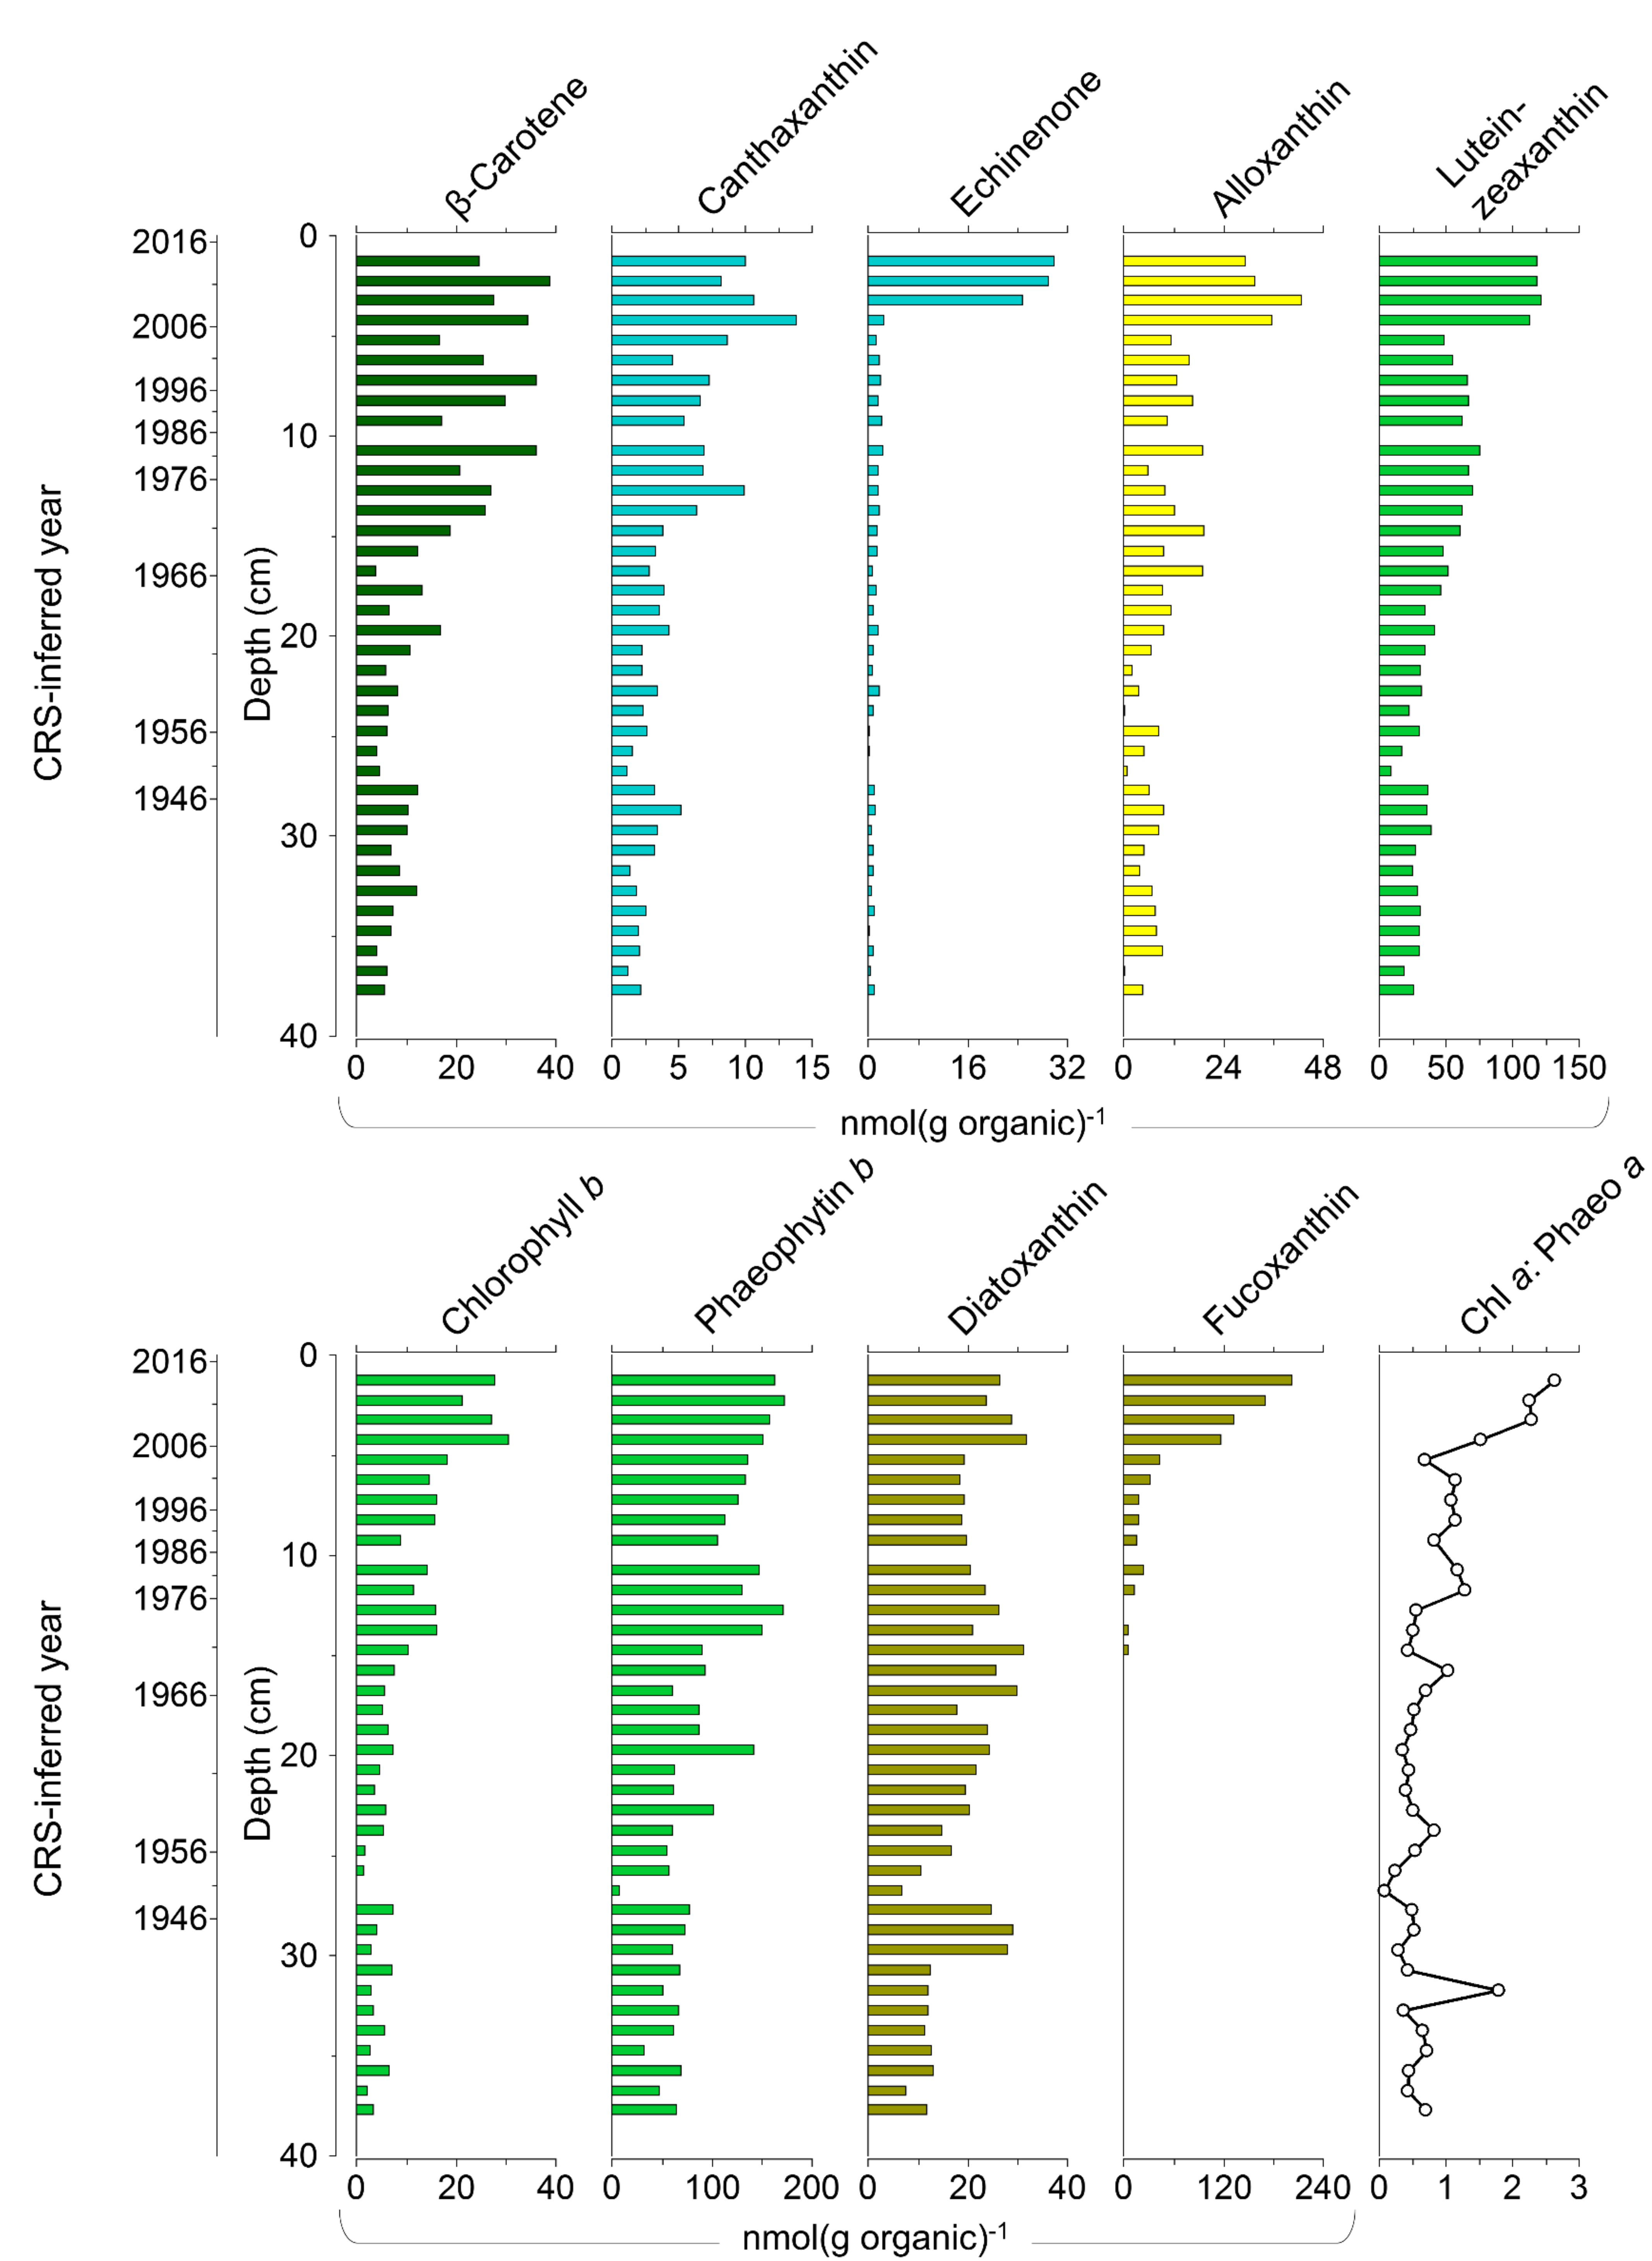 β-Carotene
Canthaxanthin
Echinenone
Alloxanthin
Lutein-
zeaxanthin
CRS-inferred year
2016
2006
1996
1986
1976
1966
1956
1946
Depth (cm)
0
10
20
30
40
0 20 40
0 5 10 15
0 16 32
0 24 48
0 50 100 150
nmol(g organic)⁻¹
Chlorophyll b
Phaeophytin b
Diatoxanthin
Fucoxanthin
Chl a: Phaeo a
CRS-inferred year
2016
2006
1996
1986
1976
1966
1956
1946
Depth (cm)
0
10
20
30
40
0 20 40
0 100 200
0 20 40
0 120 240
0 1 2 3
nmol(g organic)⁻¹